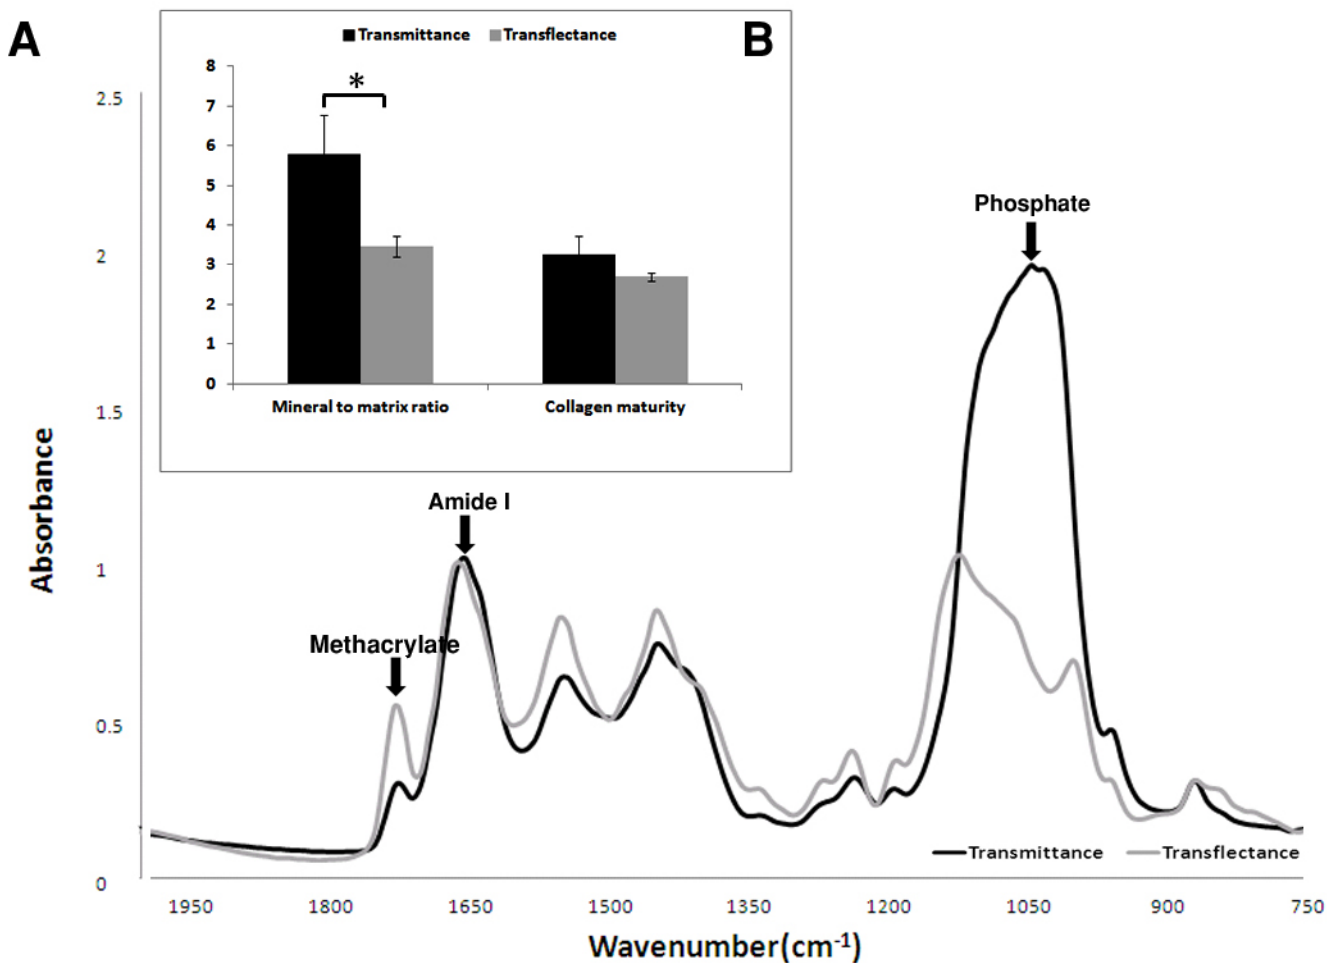 A
B
Transmittance Transflectance
8
7
6
5
4
3
2
1
0
*
Mineral to matrix ratio Collagen maturity
2.5
2
1.5
1
0.5
0
Absorbance
Phosphate
Amide I
Methacrylate
Transmittance Transflectance
1950 1800 1650 1500 1350 1200 1050 900 750
Wavenumber(cm⁻¹)